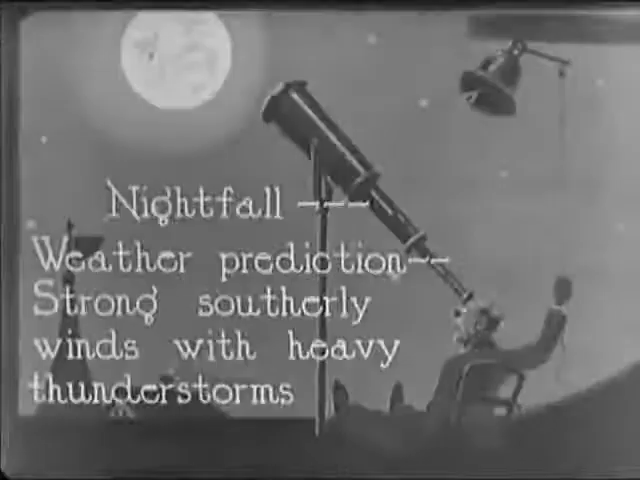 Nightfall ---
Weather prediction--
Strong southerly
winds with heavy
thunderstorms